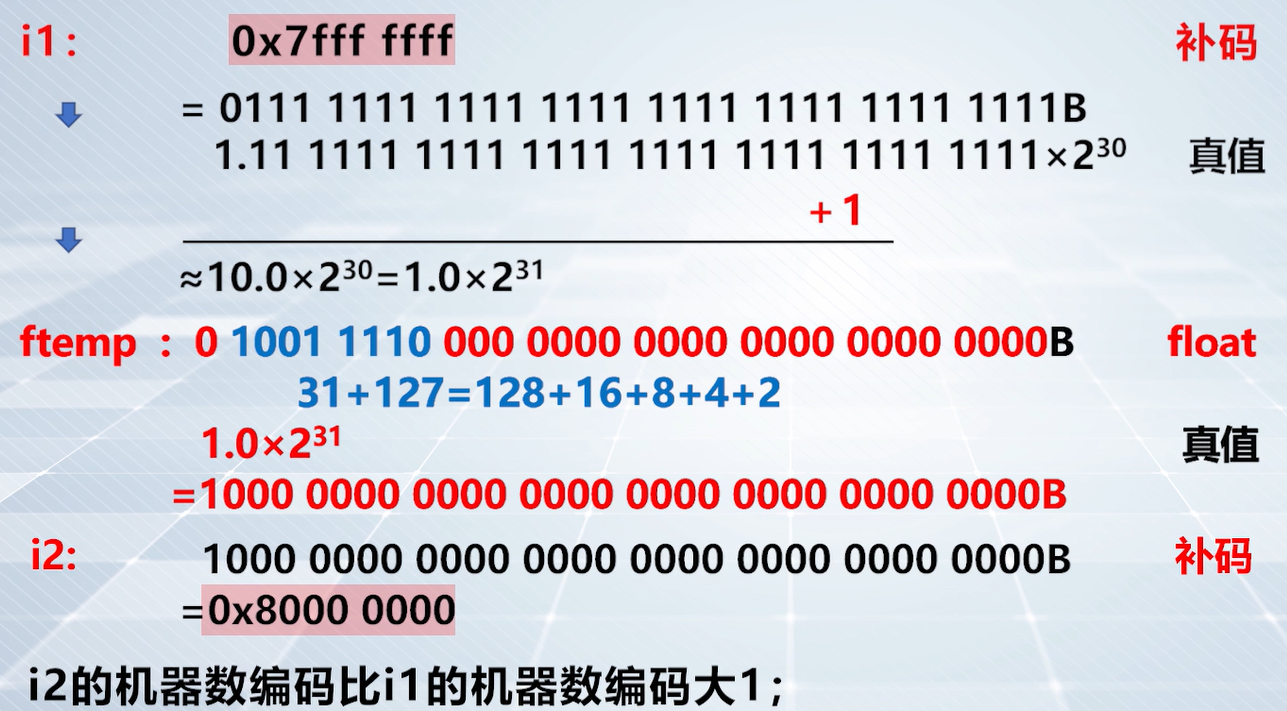 i1: 0x7fff ffff 补码
= 0111 1111 1111 1111 1111 1111 1111 1111B
1.11 1111 1111 1111 1111 1111 1111 1111×2³⁰ 真值
+1
≈10.0×2³⁰=1.0×2³¹
ftemp : 0 1001 1110 000 0000 0000 0000 0000 0000B float
31+127=128+16+8+4+2
1.0×2³¹ 真值
=1000 0000 0000 0000 0000 0000 0000 0000B
i2: 1000 0000 0000 0000 0000 0000 0000 0000B 补码
=0x8000 0000
i2的机器数编码比i1的机器数编码大1;